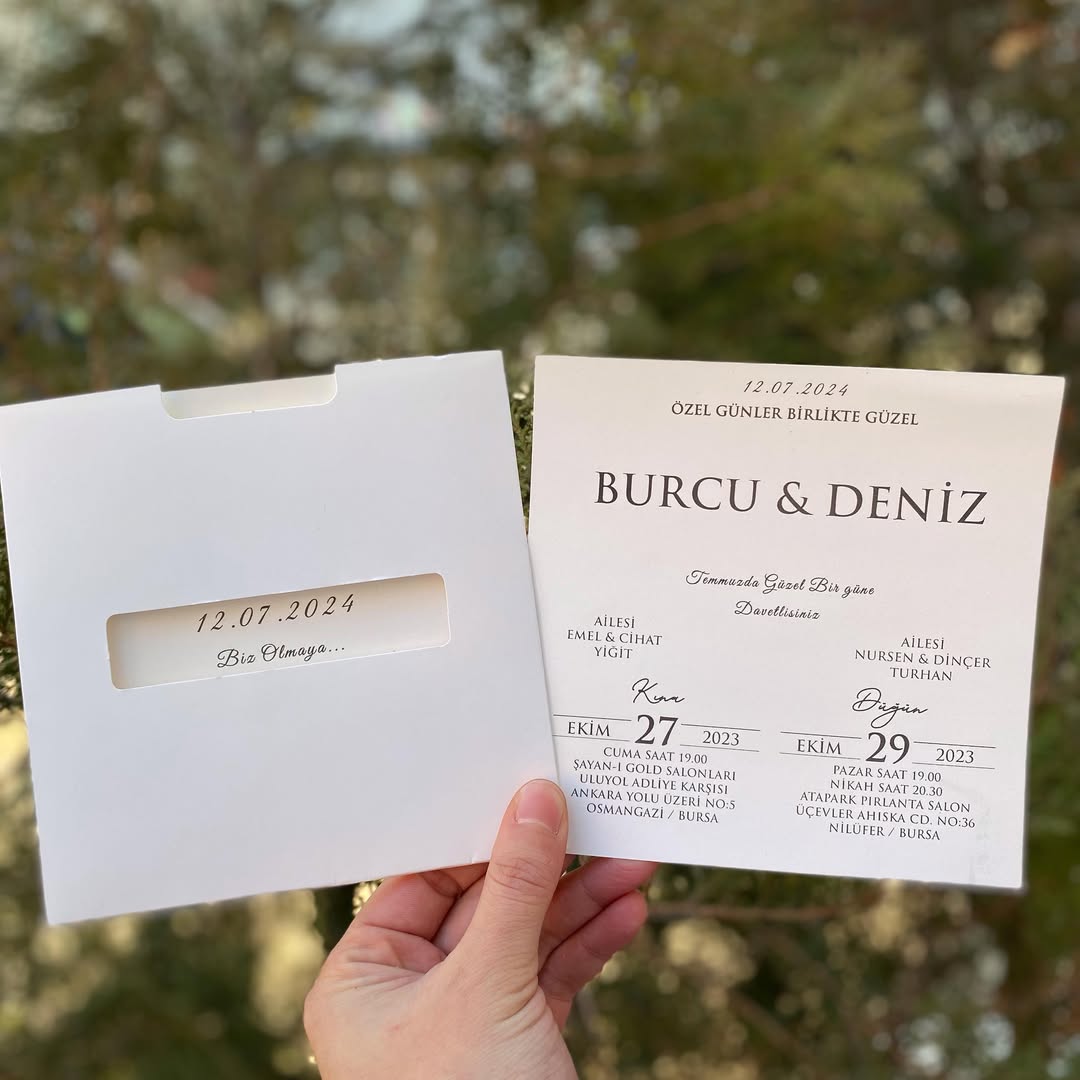 12.07.2024
Biz Olmaya...
12.07.2024
ÖZEL GÜNLER BİRLİKTE GÜZEL
BURCU & DENİZ
Temmuzda Güzel Bir güne
Davetlisiniz
AİLESİ
EMEL & CİHAT
YİĞİT
AİLESİ
NURSEN & DİNÇER
TURHAN
Kına
EKİM 27 2023
CUMA SAAT 19.00
ŞAYAN-I GOLD SALONLARI
ULUYOL ADLİYE KARŞISI
ANKARA YOLU ÜZERİ NO:5
OSMANGAZİ / BURSA
Düğün
EKİM 29 2023
PAZAR SAAT 19.00
NİKAH SAAT 20.30
ATAPARK PIRLANTA SALON
ÜÇEVLER AHISKA CD. NO:36
NİLÜFER / BURSA